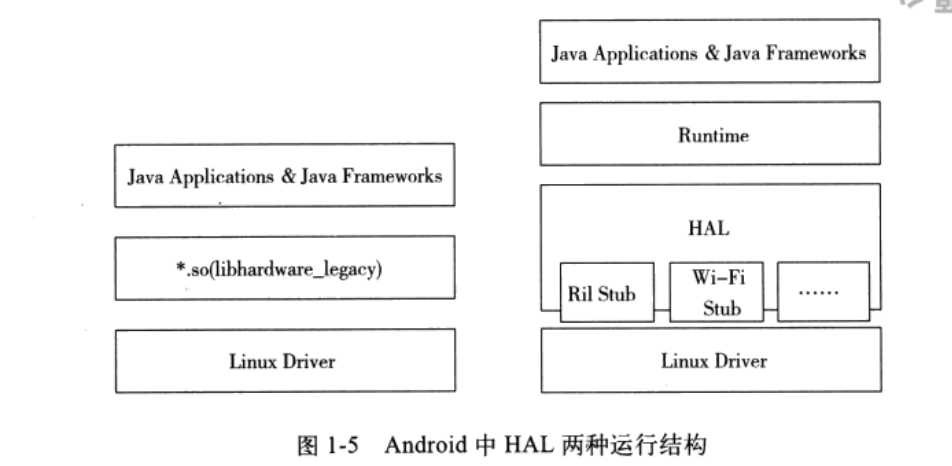 Java Applications & Java Frameworks
*.so(libhardware_legacy)
Linux Driver
Java Applications & Java Frameworks
Runtime
HAL
Ril Stub
Wi-Fi
Stub
……
Linux Driver
图 1-5 Android 中 HAL 两种运行结构